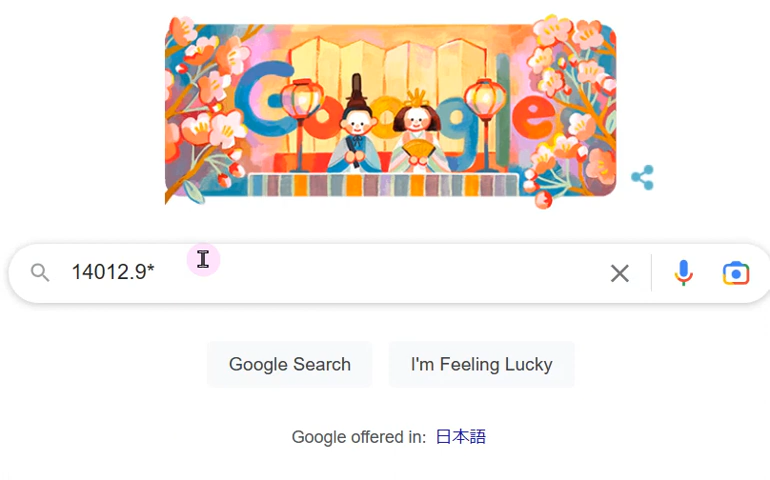 Google
14012.9*
Google Search
I'm Feeling Lucky
Google offered in: 日本語